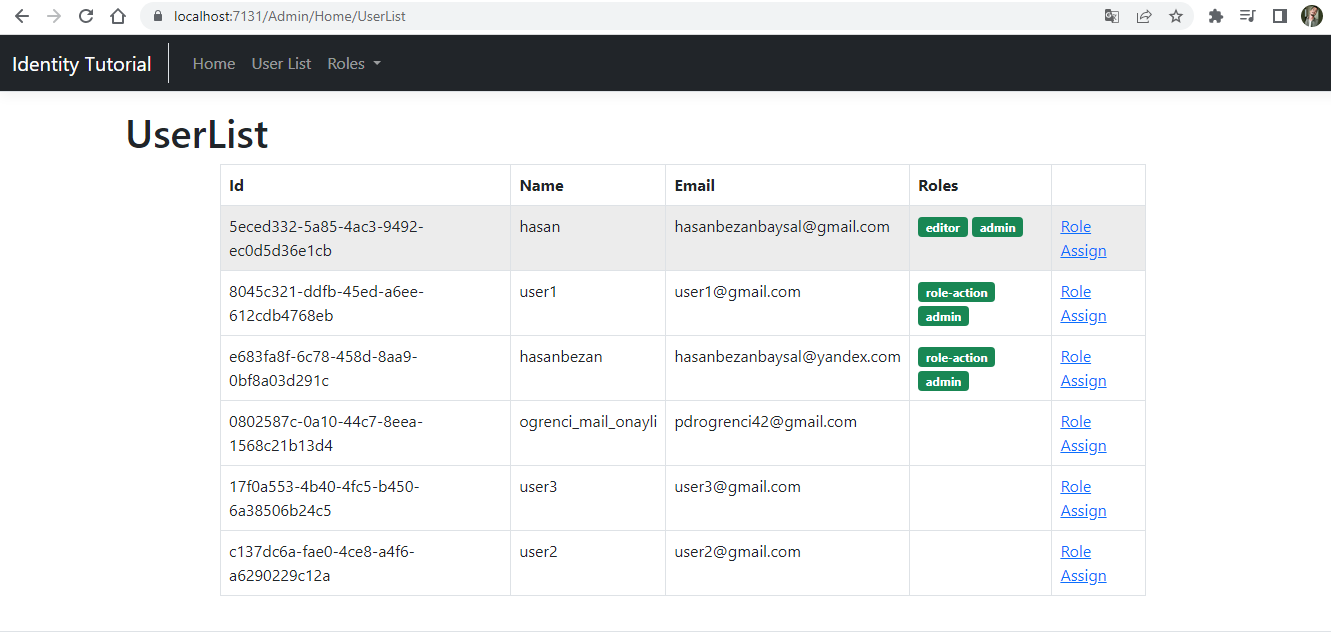 localhost:7131/Admin/Home/UserList
Identity Tutorial Home User List Roles
UserList
Id Name Email Roles
5eced332-5a85-4ac3-9492- hasan hasanbezanbaysal@gmail.com editor admin Role
ec0d5d36e1cb Assign
8045c321-ddfb-45ed-a6ee- user1 user1@gmail.com role-action Role
612cdb4768eb admin Assign
e683fa8f-6c78-458d-8aa9- hasanbezan hasanbezanbaysal@yandex.com role-action Role
0bf8a03d291c admin Assign
0802587c-0a10-44c7-8eea- ogrenci_mail_onayli pdrogrenci42@gmail.com Role
1568c21b13d4 Assign
17f0a553-4b40-4fc5-b450- user3 user3@gmail.com Role
6a38506b24c5 Assign
c137dc6a-fae0-4ce8-a4f6- user2 user2@gmail.com Role
a6290229c12a Assign